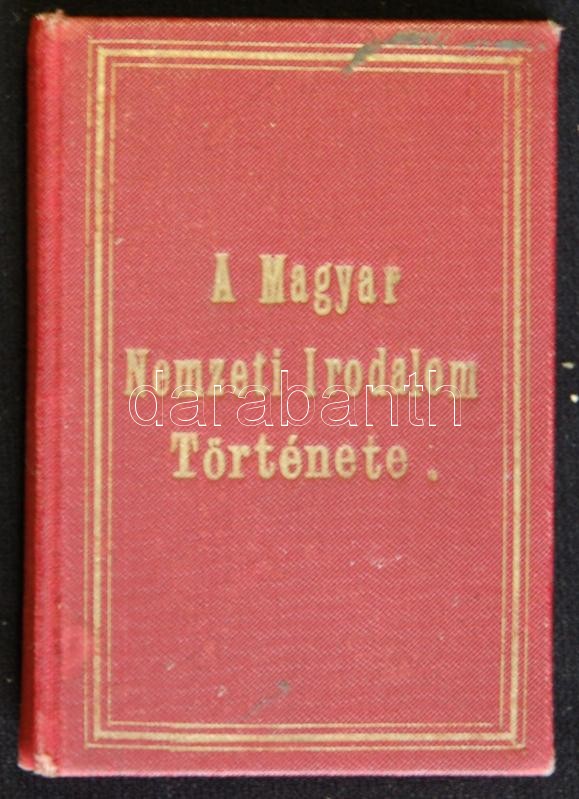 A Magyar
Nemzeti Irodalom
darabanth
Története.